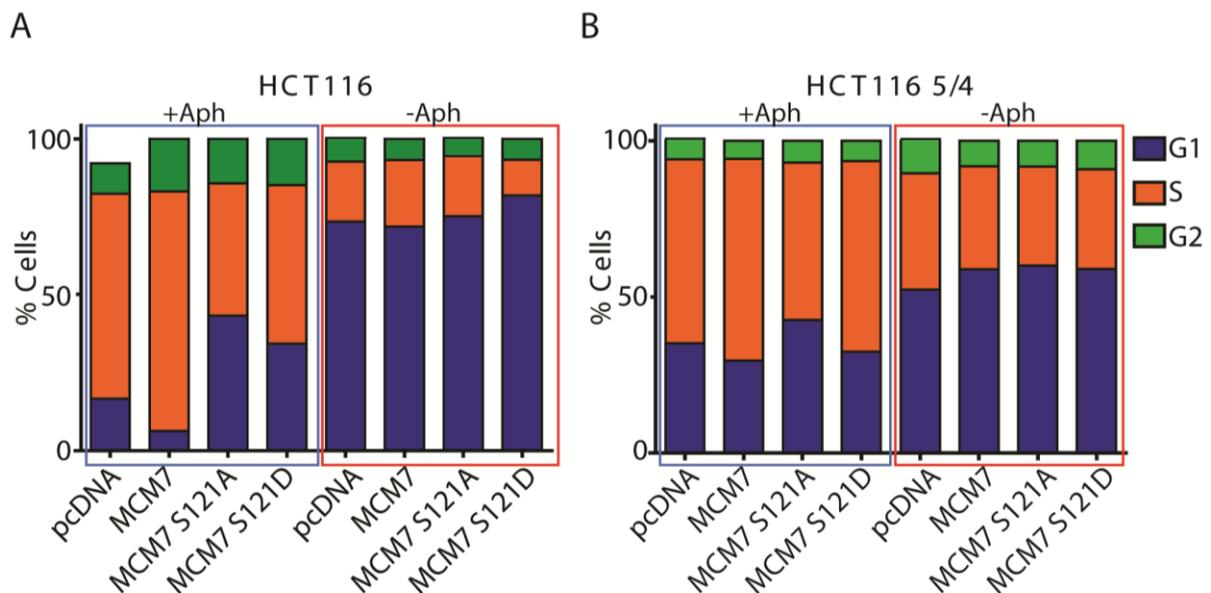 A
HCT116
+Aph
-Aph
100
50
0
% Cells
pcDNA
MCM7
MCM7 S121A
MCM7 S121D
pcDNA
MCM7
MCM7 S121A
MCM7 S121D
B
HCT116 5/4
+Aph
-Aph
100
50
0
% Cells
pcDNA
MCM7
MCM7 S121A
MCM7 S121D
pcDNA
MCM7
MCM7 S121A
MCM7 S121D
G1
S
G2